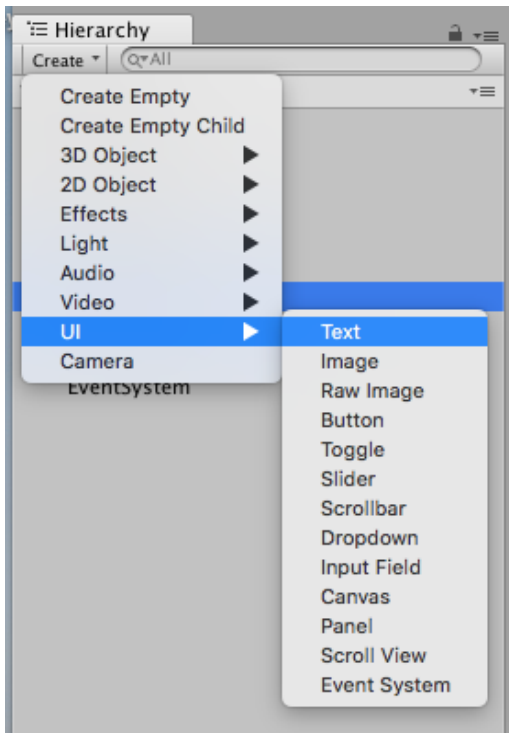 Hierarchy
Create
All
Create Empty
Create Empty Child
3D Object
2D Object
Effects
Light
Audio
Video
UI
Camera
EventSystem
Text
Image
Raw Image
Button
Toggle
Slider
Scrollbar
Dropdown
Input Field
Canvas
Panel
Scroll View
Event System